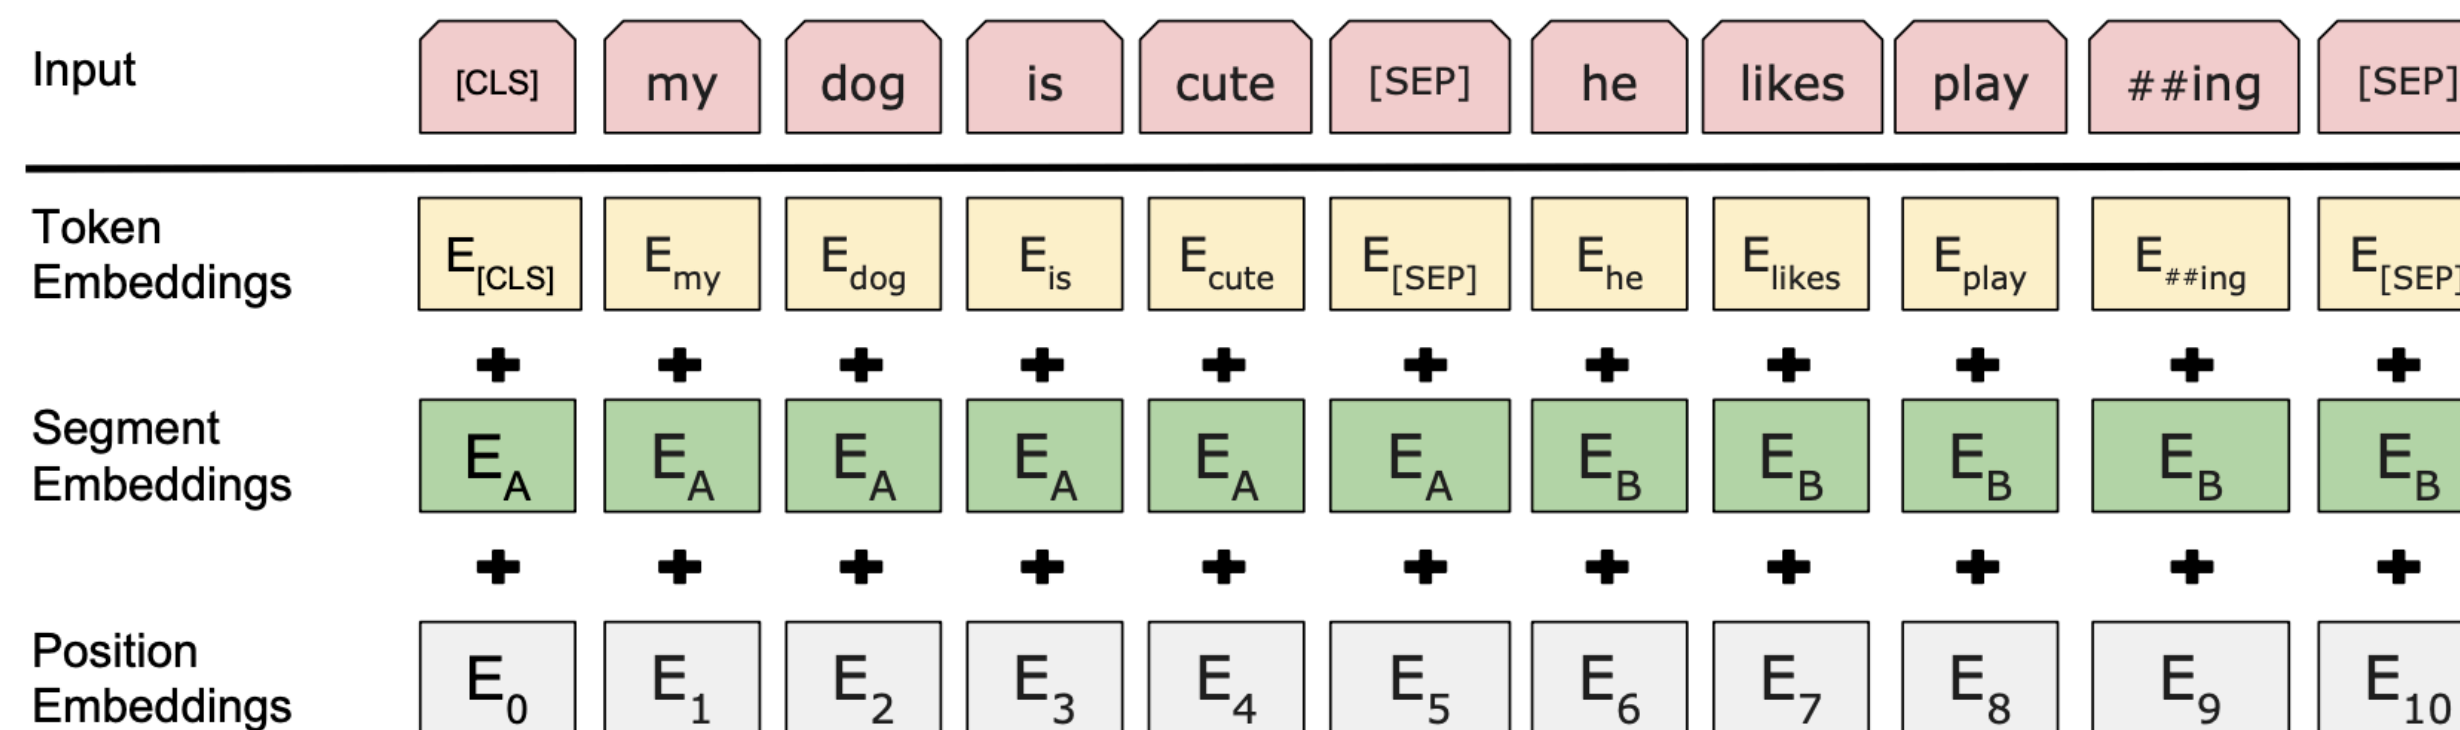 Input [CLS] my dog is cute [SEP] he likes play ##ing [SEP]
Token Embeddings E[CLS] Emy Edog Eis Ecute E[SEP] Ehe Elikes Eplay E##ing E[SEP]
+ + + + + + + + + + +
Segment Embeddings EA EA EA EA EA EA EB EB EB EB EB
+ + + + + + + + + + +
Position Embeddings E0 E1 E2 E3 E4 E5 E6 E7 E8 E9 E10